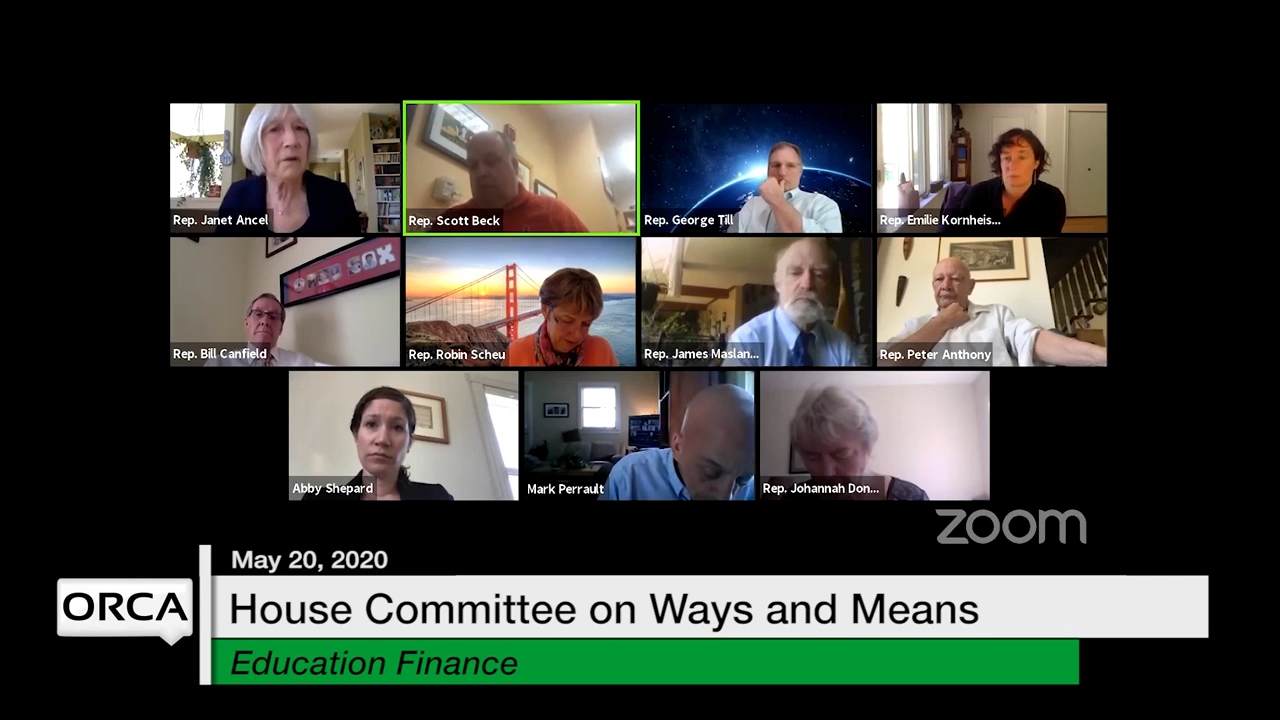 Rep. Janet Ancel
Rep. Scott Beck
Rep. George Till
Rep. Emilie Kornheis...
RED SOX
Rep. Bill Canfield
Rep. Robin Scheu
Rep. James Maslan...
Rep. Peter Anthony
Abby Shepard
Mark Perrault
Rep. Johannah Don...
zoom
May 20, 2020
ORCA
House Committee on Ways and Means
Education Finance